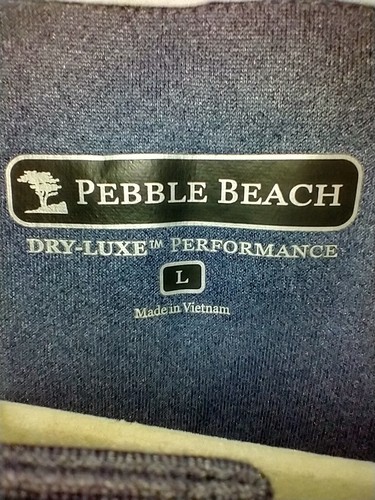 PEBBLE BEACH
DRY-LUXE™ PERFORMANCE
L
Made in Vietnam